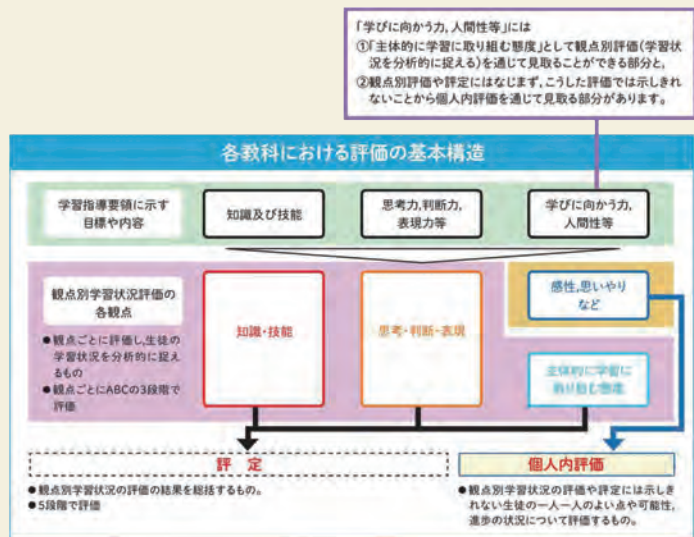 「学びに向かう力,人間性等」には
①「主体的に学習に取り組む態度」として観点別評価(学習状
況を分析的に捉える)を通じて見取ることができる部分と,
②観点別評価や評定にはなじまず,こうした評価では示しきれ
ないことから個人内評価を通じて見取る部分があります。
各教科における評価の基本構造
学習指導要領に示す
目標や内容
知識及び技能
思考力,判断力,
表現力等
学びに向かう力,
人間性等
観点別学習状況評価の
各観点
●観点ごとに評価し,生徒の
学習状況を分析的に捉え
るもの
●観点ごとにABCの3段階で
評価
知識・技能
思考・判断・表現
感性,思いやり
など
主体的に学習に
取り組む態度
評 定
●観点別学習状況の評価の結果を総括するもの。
●5段階で評価
個人内評価
●観点別学習状況の評価や評定には示しき
れない生徒の一人一人のよい点や可能性,
進歩の状況について評価するもの。